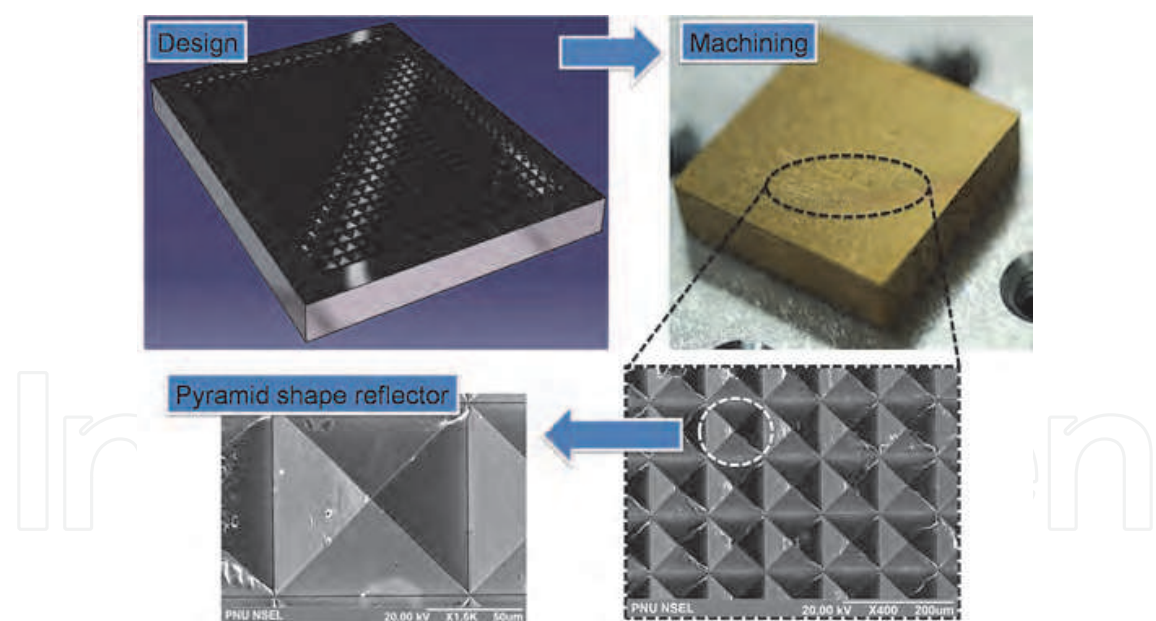 Design
Machining
Pyramid shape reflector
PNU NSEL 20.00 kV X1.5K 50um
PNU NSEL 20.00 kV X400 200um